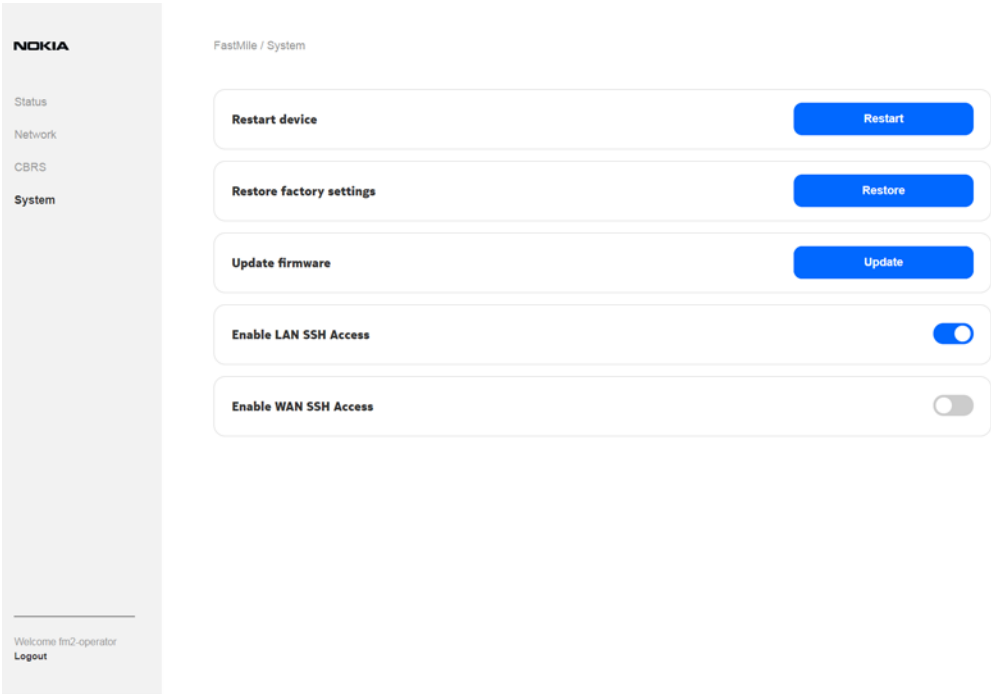 NOKIA
Status
Network
CBRS
System
Welcome fm2-operator
Logout
FastMile / System
Restart device
Restart
Restore factory settings
Restore
Update firmware
Update
Enable LAN SSH Access
Enable WAN SSH Access